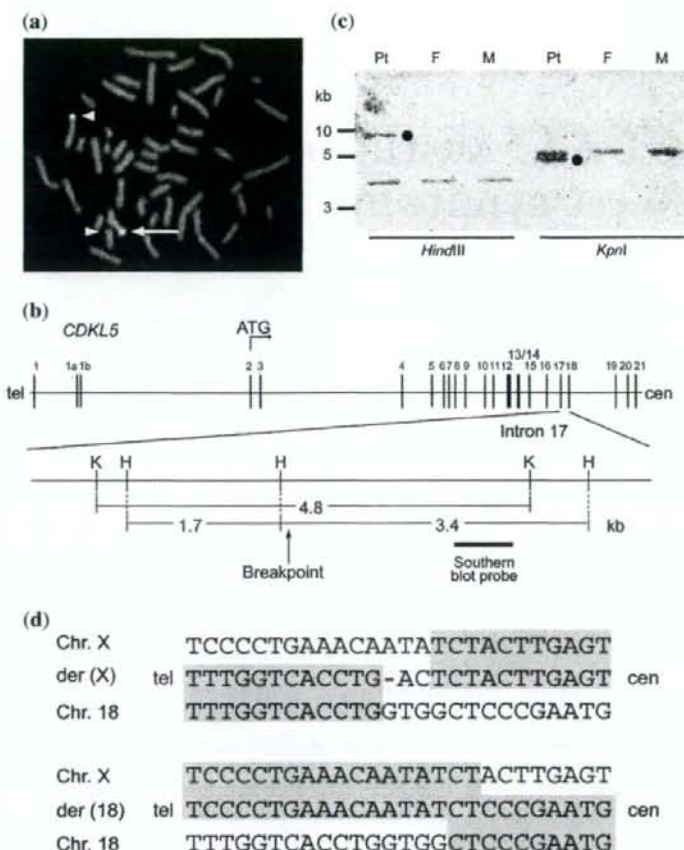 (a)
(c)
Pt F M Pt F M
kb
10
5
3
HindIII KpnI
(b)
CDKL5 ATG
13/14
1 1a 1b 2 3 4 5 6 7 8 9 10 11 12 15 16 17 18 19 20 21
tel cen
Intron 17
K H H K H
4.8
1.7 3.4 kb
Breakpoint
Southern
blot probe
(d)
Chr. X TCCCCTGAAACAATATCTACTTGAGT
der (X) tel TTTGGTCACCTG-ACTCTACTTGAGT cen
Chr. 18 TTTGGTCACCTGGTGGCTCCCGAATG
Chr. X TCCCCTGAAACAATATCTACTTGAGT
der (18) tel TCCCCTGAAACAATATCTCCCGAATG cen
Chr. 18 TTTGGTCACCTGGTGGCTCCCGAATG